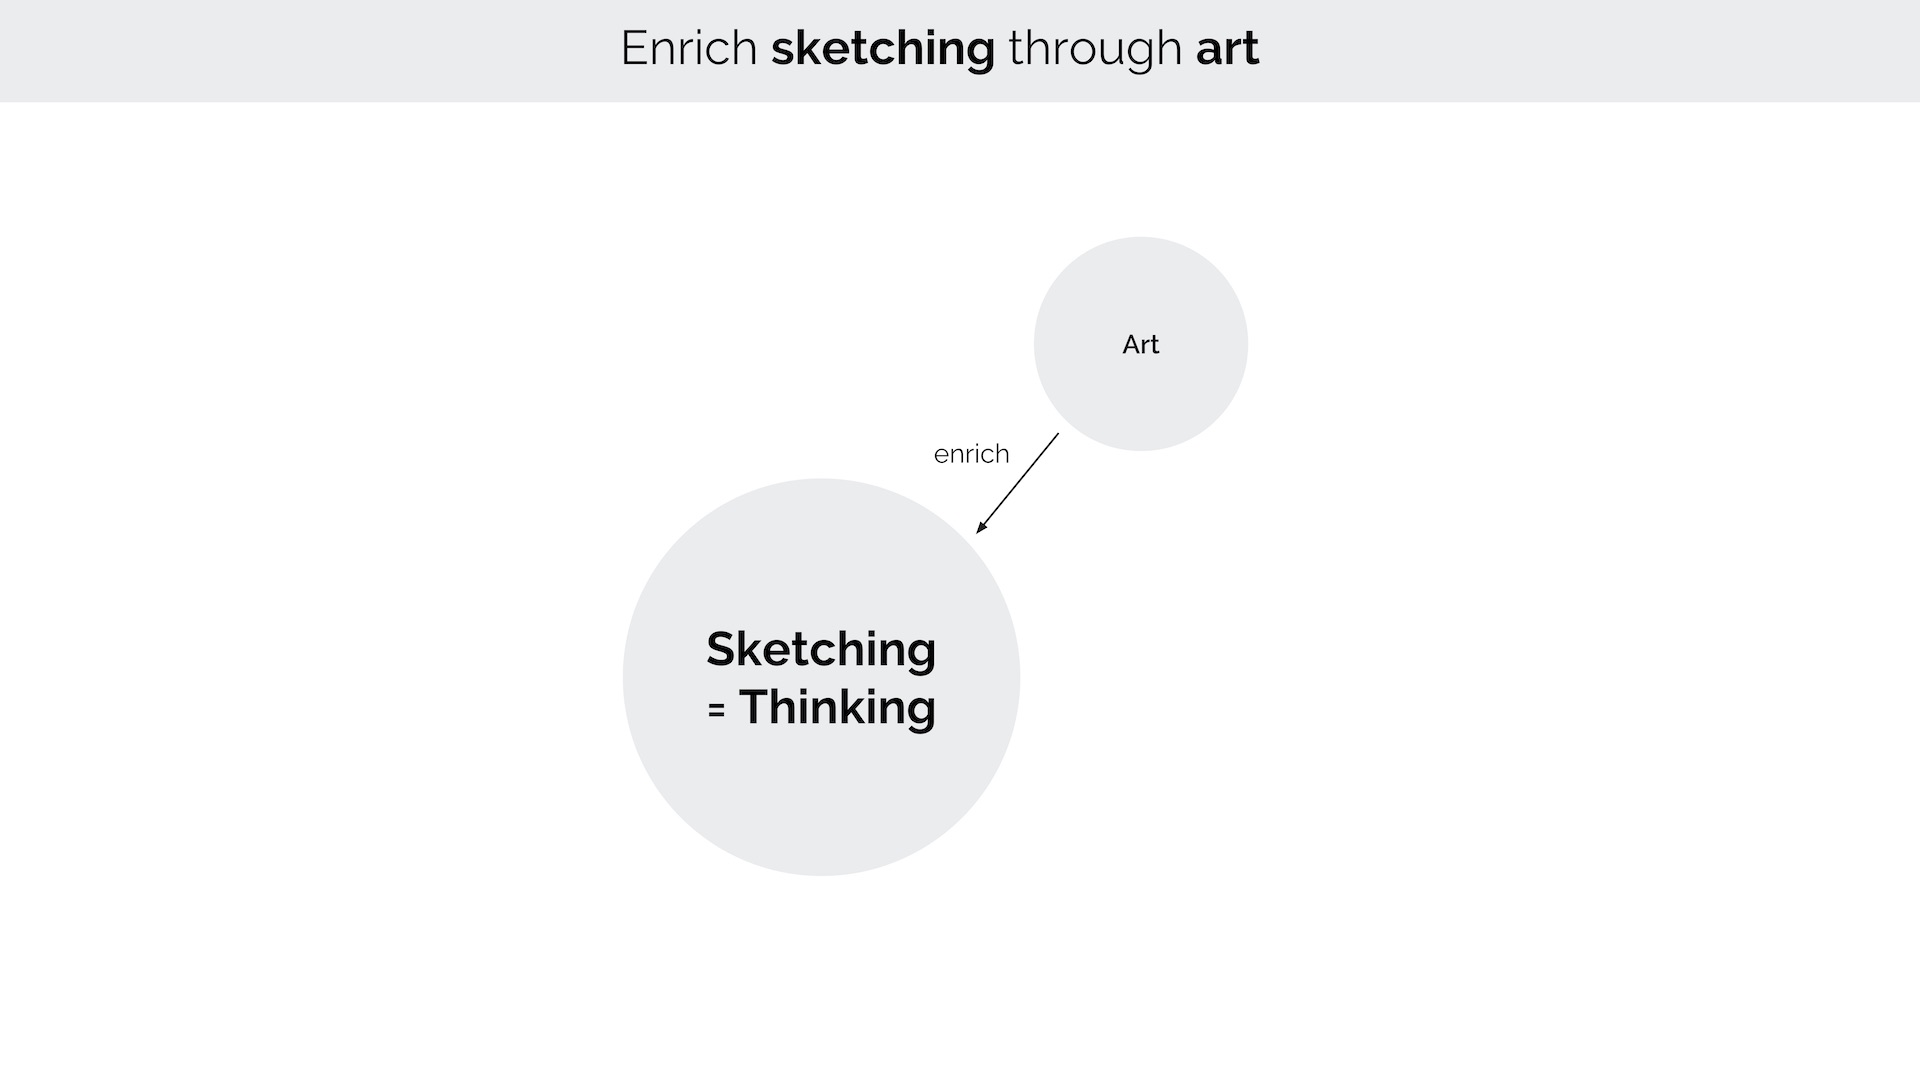 Enrich sketching through art
Art
enrich
Sketching
= Thinking